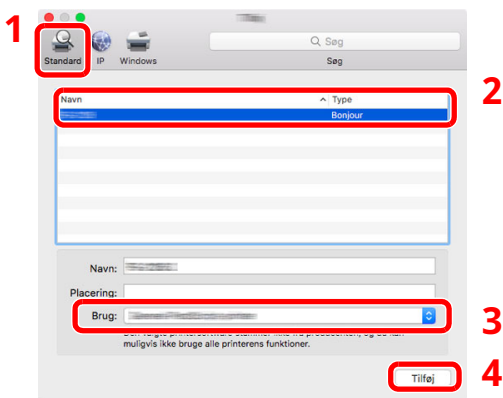 1
Søg
Standard IP Windows Søg
2
Navn Type
Bonjour
Navn:
Placering:
Brug:
3
muligvis ikke bruge alle printerens funktioner.
Tilføj
4